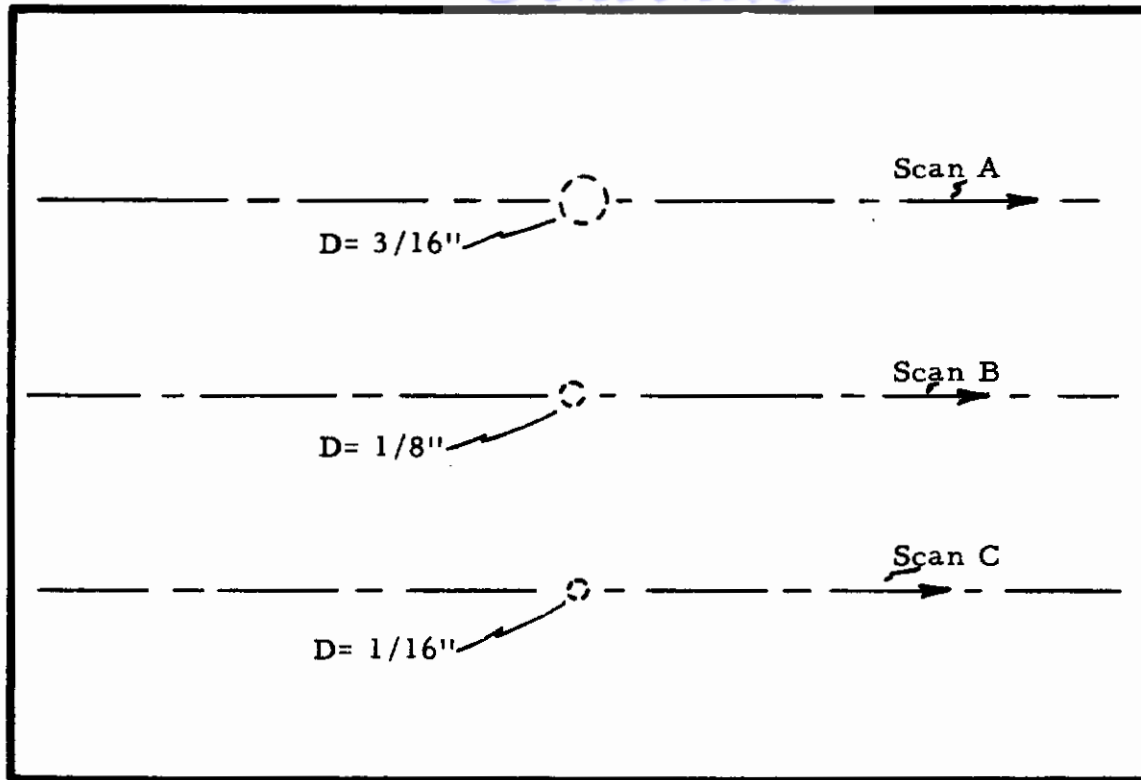 Scan A
D= 3/16"
Scan B
D= 1/8"
Scan C
D= 1/16"